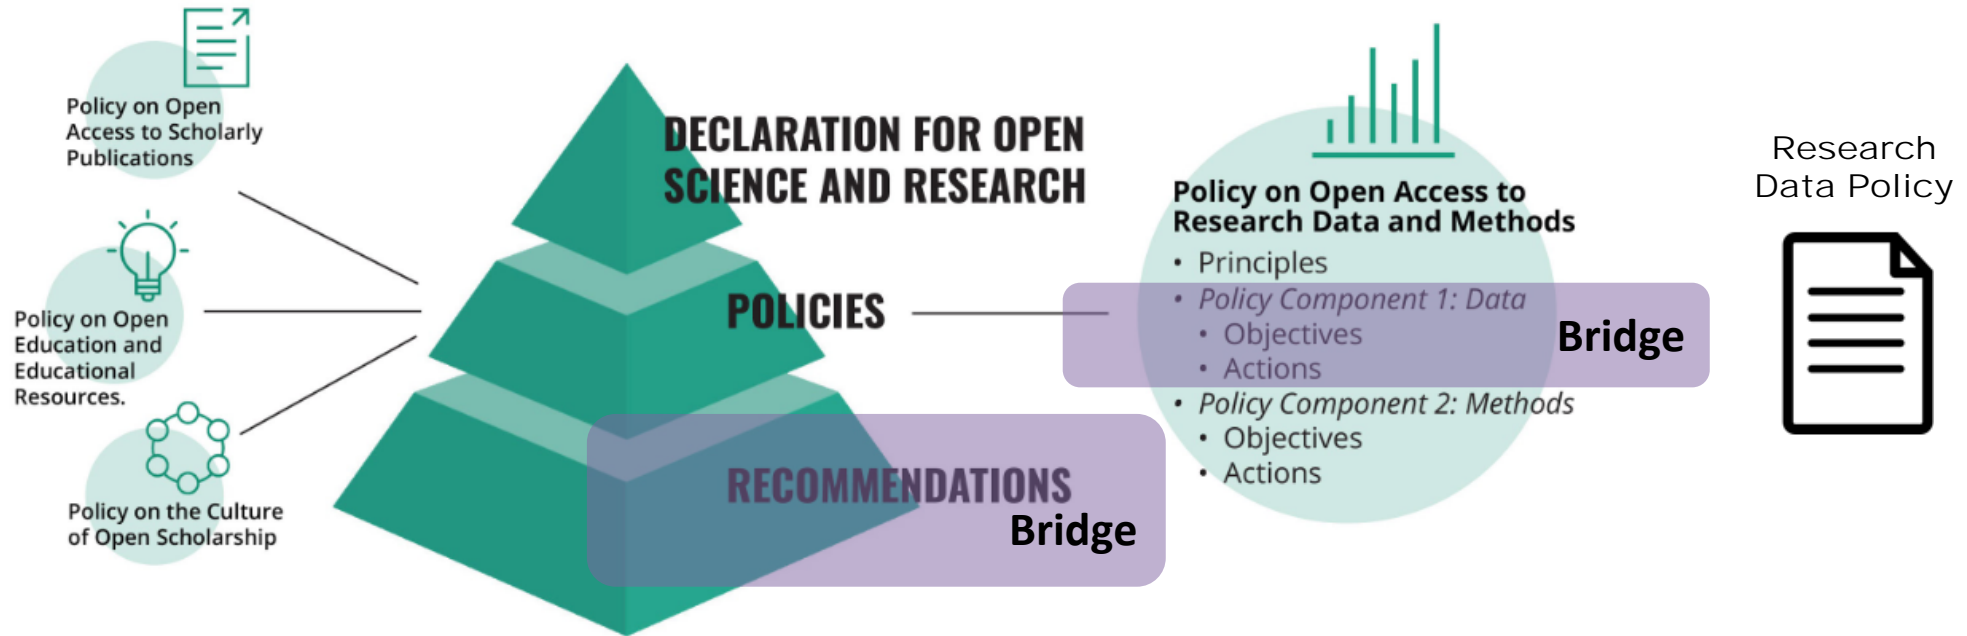 Policy on Open
Access to Scholarly
Publications
Policy on Open
Education and
Educational
Resources.
Policy on the Culture
of Open Scholarship
DECLARATION FOR OPEN
SCIENCE AND RESEARCH
POLICIES
RECOMMENDATIONS
Bridge
Policy on Open Access to
Research Data and Methods
• Principles
• Policy Component 1: Data
• Objectives
• Actions
• Policy Component 2: Methods
• Objectives
• Actions
Bridge
Research
Data Policy